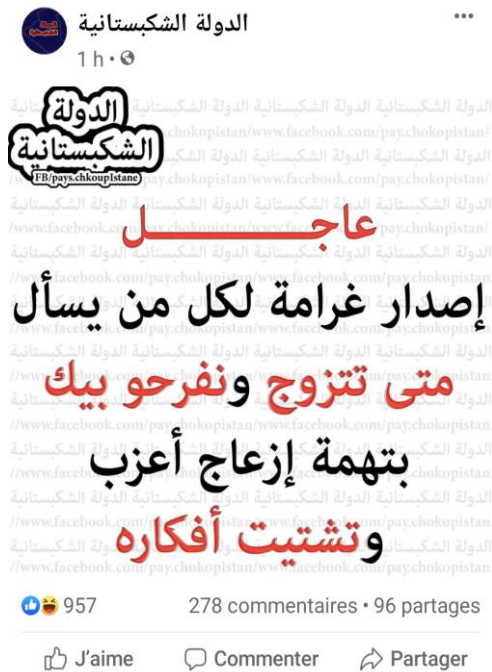 الدولة الشكبستانية
1 h
الدولة
الشكبستانية
FB/pays.chkoupIstane
عاجـــــــل
إصدار غرامة لكل من يسأل
متى تتزوج ونفرحو بيك
بتهمة إزعاج أعزب
وتشتيت أفكاره
957
278 commentaires • 96 partages
J'aime
Commenter
Partager